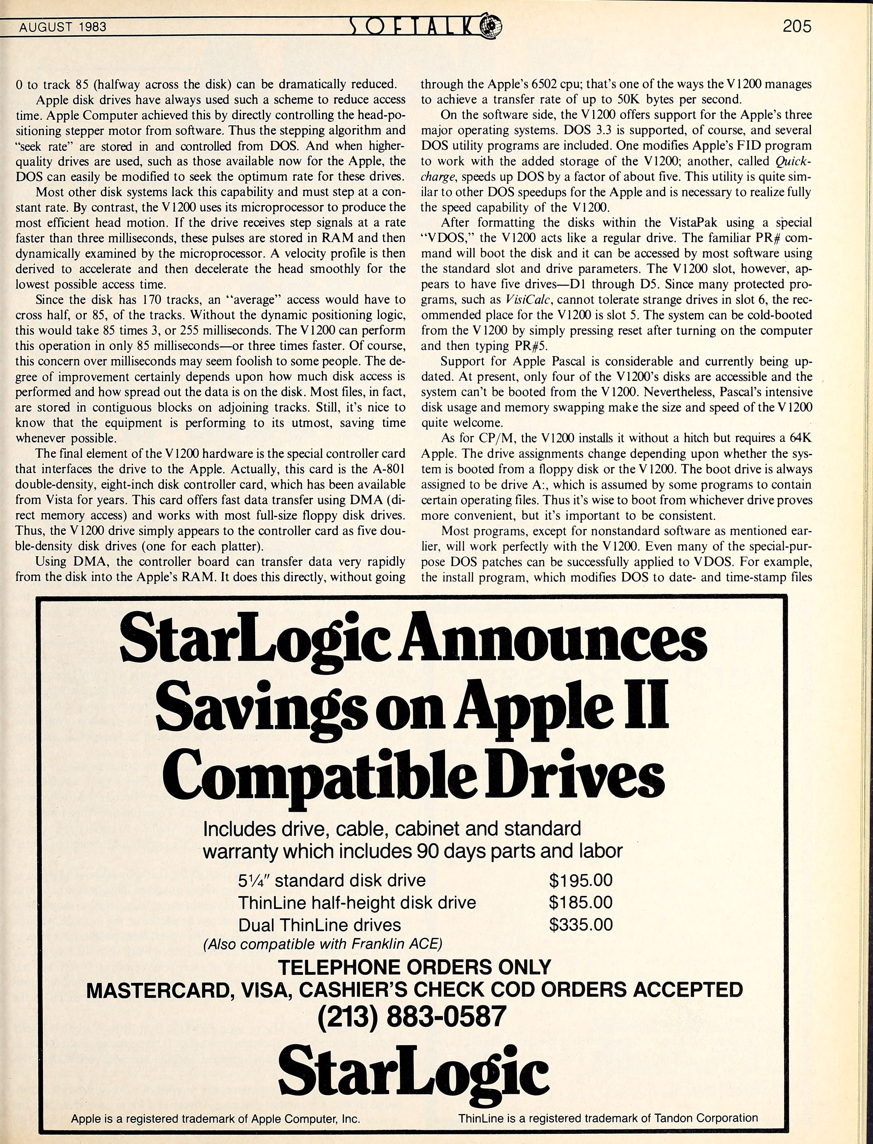 AUGUST 1983
SOFTALK
205
0 to track 85 (halfway across the disk) can be dramatically reduced.
Apple disk drives have always used such a scheme to reduce access
time. Apple Computer achieved this by directly controlling the head-po-
sitioning stepper motor from software. Thus the stepping algorithm and
“seek rate” are stored in and controlled from DOS. And when higher-
quality drives are used, such as those available now for the Apple, the
DOS can easily be modified to seek the optimum rate for these drives.
Most other disk systems lack this capability and must step at a con-
stant rate. By contrast, the V1200 uses its microprocessor to produce the
most efficient head motion. If the drive receives step signals at a rate
faster than three milliseconds, these pulses are stored in RAM and then
dynamically examined by the microprocessor. A velocity profile is then
derived to accelerate and then decelerate the head smoothly for the
lowest possible access time.
Since the disk has 170 tracks, an “average” access would have to
cross half, or 85, of the tracks. Without the dynamic positioning logic,
this would take 85 times 3, or 255 milliseconds. The V1200 can perform
this operation in only 85 milliseconds—or three times faster. Of course,
this concern over milliseconds may seem foolish to some people. The de-
gree of improvement certainly depends upon how much disk access is
performed and how spread out the data is on the disk. Most files, in fact,
are stored in contiguous blocks on adjoining tracks. Still, it's nice to
know that the equipment is performing to its utmost, saving time
whenever possible.
The final element of the V1200 hardware is the special controller card
that interfaces the drive to the Apple. Actually, this card is the A-801
double-density, eight-inch disk controller card, which has been available
from Vista for years. This card offers fast data transfer using DMA (di-
rect memory access) and works with most full-size floppy disk drives.
Thus, the V1200 drive simply appears to the controller card as five dou-
ble-density disk drives (one for each platter).
Using DMA, the controller board can transfer data very rapidly
from the disk into the Apple's RAM. It does this directly, without going
through the Apple's 6502 cpu; that's one of the ways the V1200 manages
to achieve a transfer rate of up to 50K bytes per second.
On the software side, the V1200 offers support for the Apple's three
major operating systems. DOS 3.3 is supported, of course, and several
DOS utility programs are included. One modifies Apple's FID program
to work with the added storage of the V1200; another, called Quick-
charge, speeds up DOS by a factor of about five. This utility is quite sim-
ilar to other DOS speedups for the Apple and is necessary to realize fully
the speed capability of the V1200.
After formatting the disks within the VistaPak using a special
“VDOS,” the V1200 acts like a regular drive. The familiar PR# com-
mand will boot the disk and it can be accessed by most software using
the standard slot and drive parameters. The V1200 slot, however, ap-
pears to have five drives—D1 through D5. Since many protected pro-
grams, such as VisiCalc, cannot tolerate strange drives in slot 6, the rec-
ommended place for the V1200 is slot 5. The system can be cold-booted
from the V1200 by simply pressing reset after turning on the computer
and then typing PR#5.
Support for Apple Pascal is considerable and currently being up-
dated. At present, only four of the V1200's disks are accessible and the
system can't be booted from the V1200. Nevertheless, Pascal's intensive
disk usage and memory swapping make the size and speed of the V1200
quite welcome.
As for CP/M, the V1200 installs it without a hitch but requires a 64K
Apple. The drive assignments change depending upon whether the sys-
tem is booted from a floppy disk or the V1200. The boot drive is always
assigned to be drive A:, which is assumed by some programs to contain
certain operating files. Thus it's wise to boot from whichever drive proves
more convenient, but it's important to be consistent.
Most programs, except for nonstandard software as mentioned ear-
lier, will work perfectly with the V1200. Even many of the special-pur-
pose DOS patches can be successfully applied to VDOS. For example,
the install program, which modifies DOS to date- and time-stamp files
StarLogic Announces
Savings on Apple II
Compatible Drives
Includes drive, cable, cabinet and standard
warranty which includes 90 days parts and labor
5¼″ standard disk drive $195.00
ThinLine half-height disk drive $185.00
Dual ThinLine drives $335.00
(Also compatible with Franklin ACE)
TELEPHONE ORDERS ONLY
MASTERCARD, VISA, CASHIER'S CHECK COD ORDERS ACCEPTED
(213) 883-0587
StarLogic
Apple is a registered trademark of Apple Computer, Inc. ThinLine is a registered trademark of Tandon Corporation